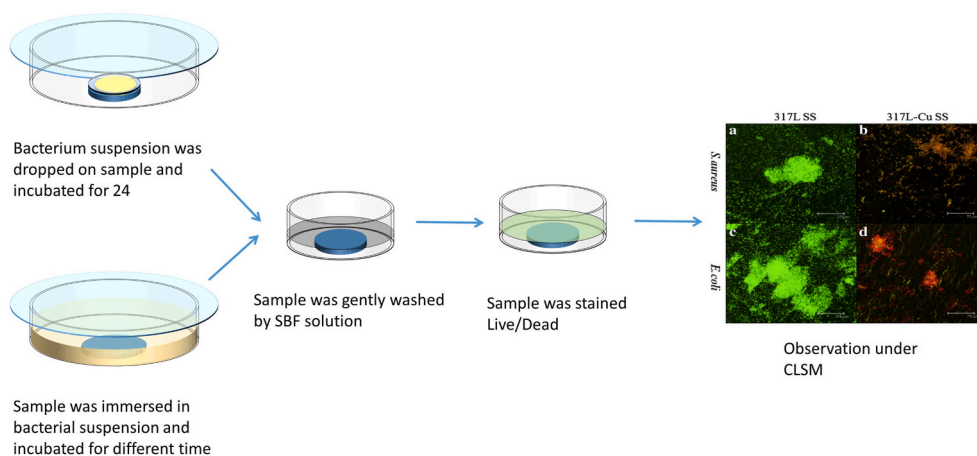 Bacterium suspension was
dropped on sample and
incubated for 24
Sample was immersed in
bacterial suspension and
incubated for different time
Sample was gently washed
by SBF solution
Sample was stained
Live/Dead
317L SS
317L-Cu SS
a
b
S.aureus
c
d
E.coli
Observation under
CLSM